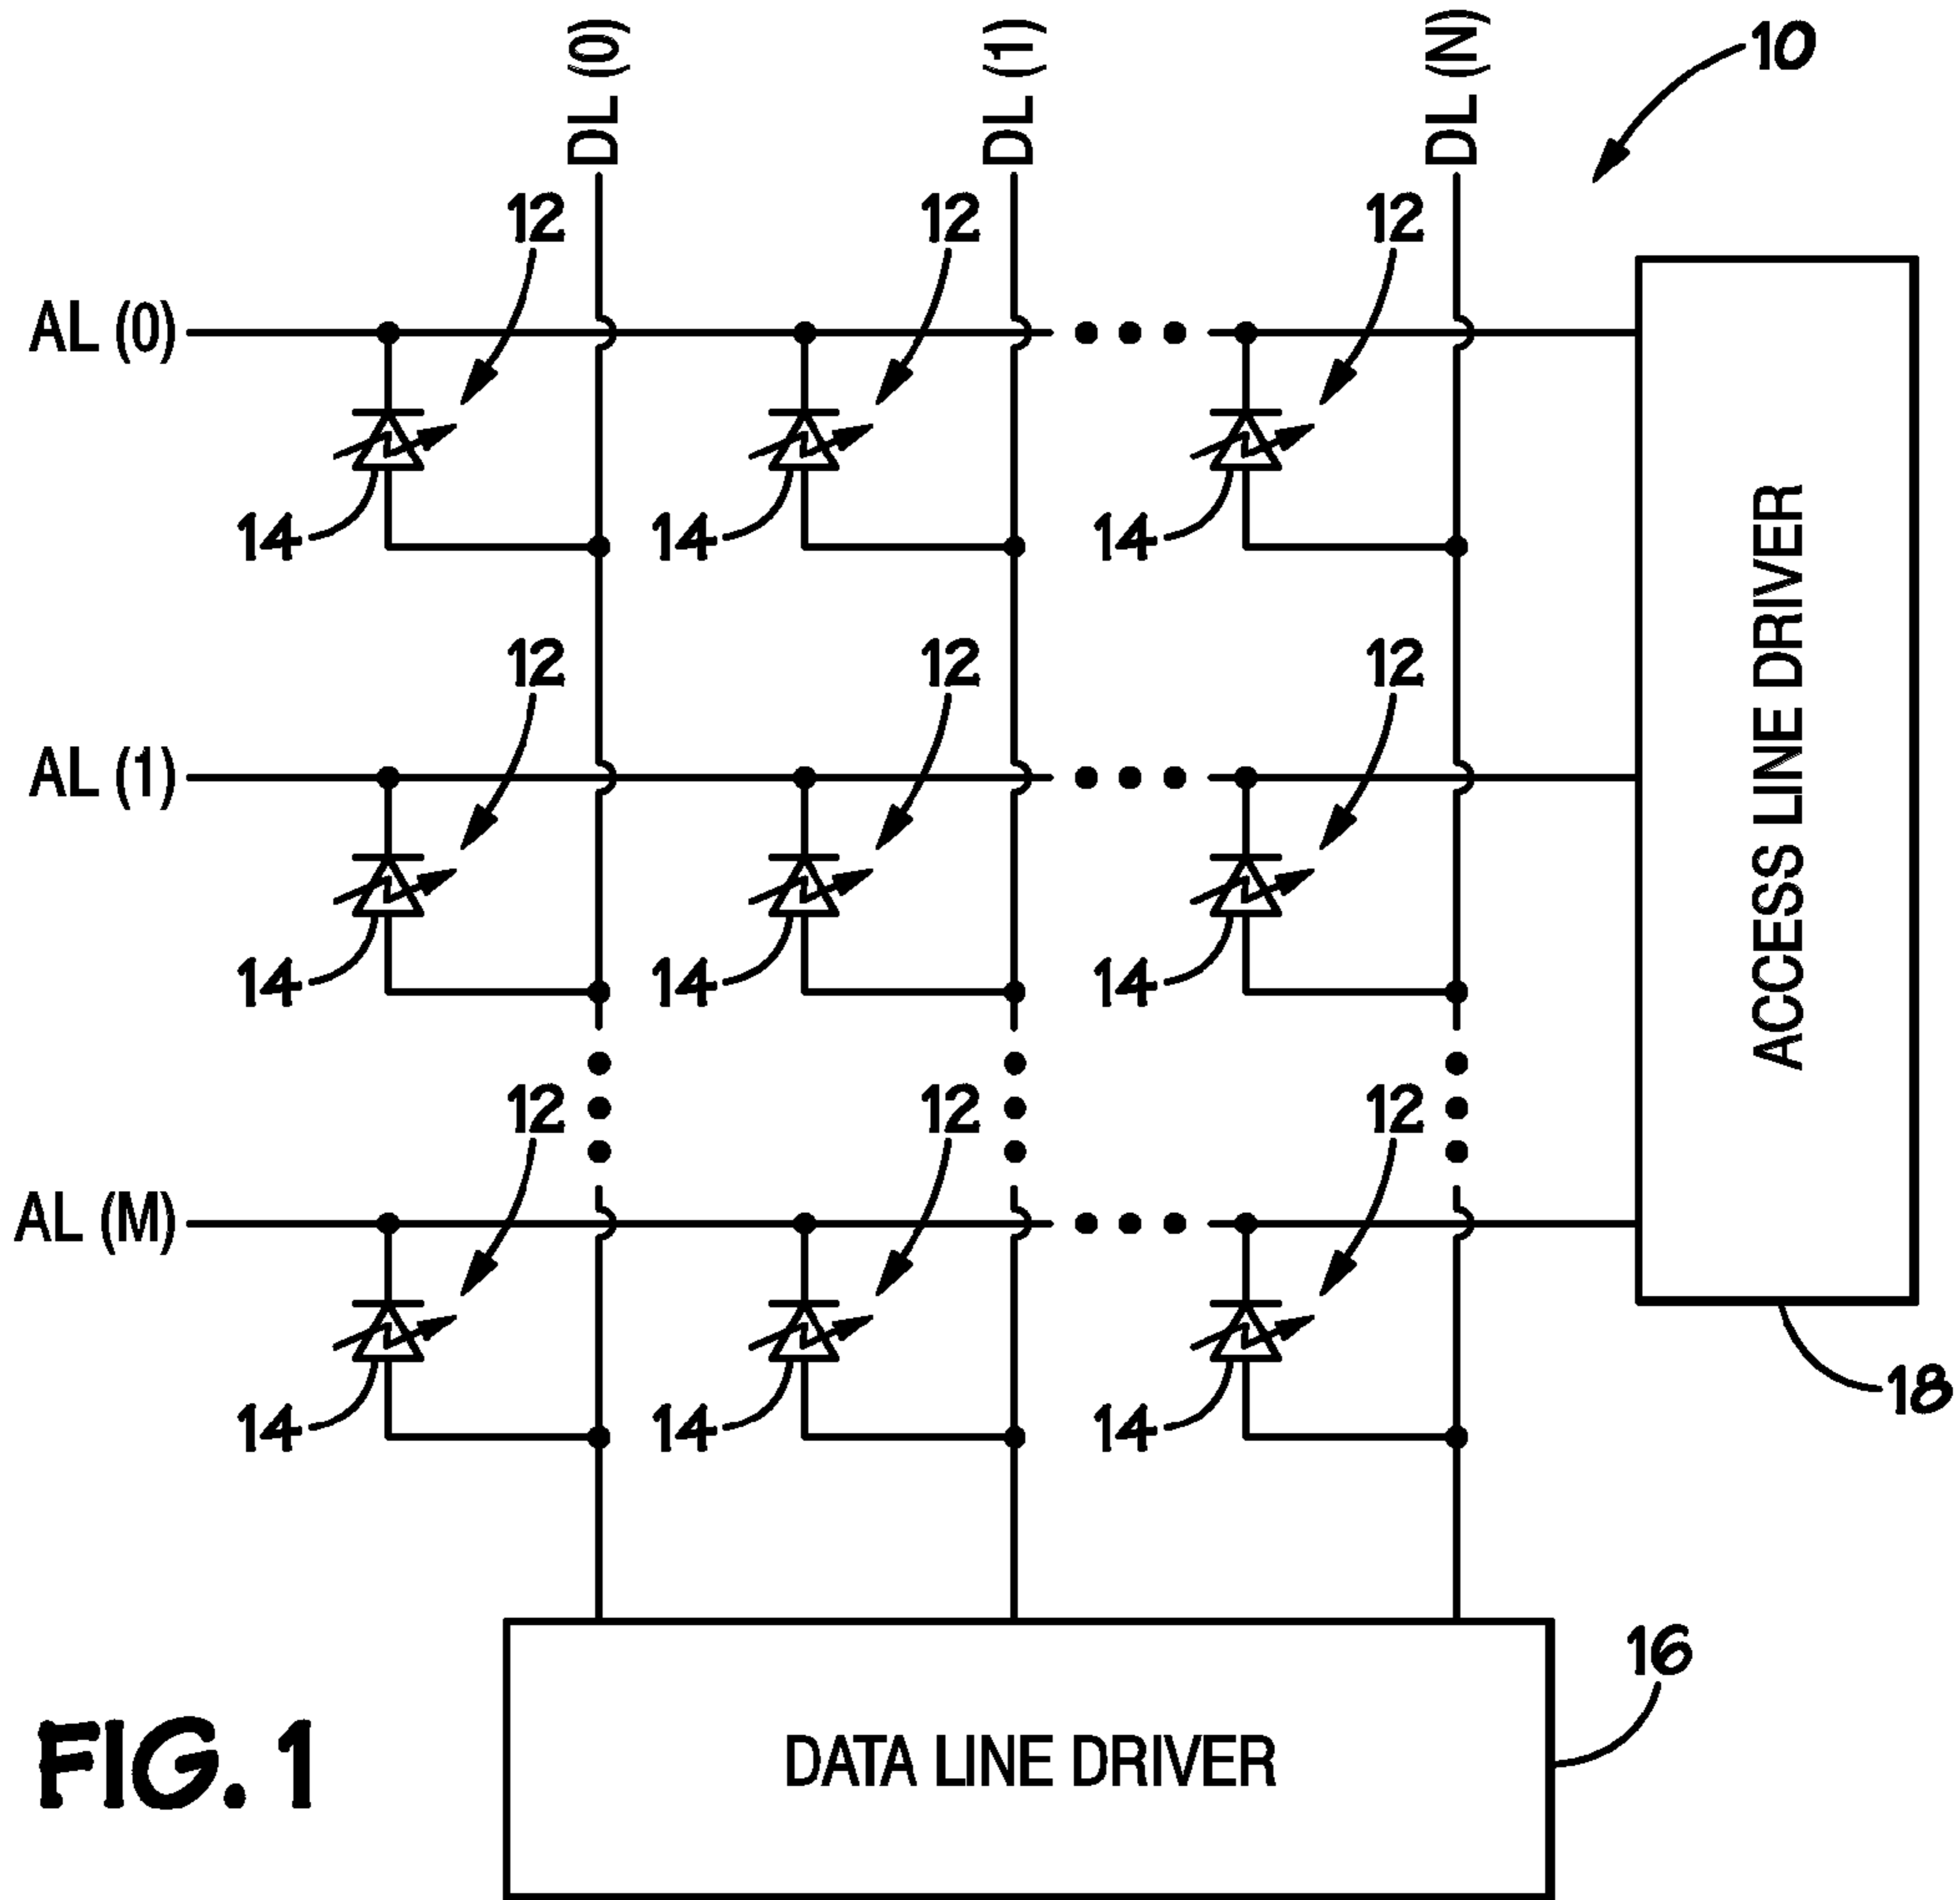 DL (0) DL (1) DL (N) 10
12 12 12
AL (0)
14 14 14
12 12 12
AL (1)
14 14 14
12 12 12
AL (M)
14 14 14
ACCESS LINE DRIVER
18
16
DATA LINE DRIVER
FIG. 1